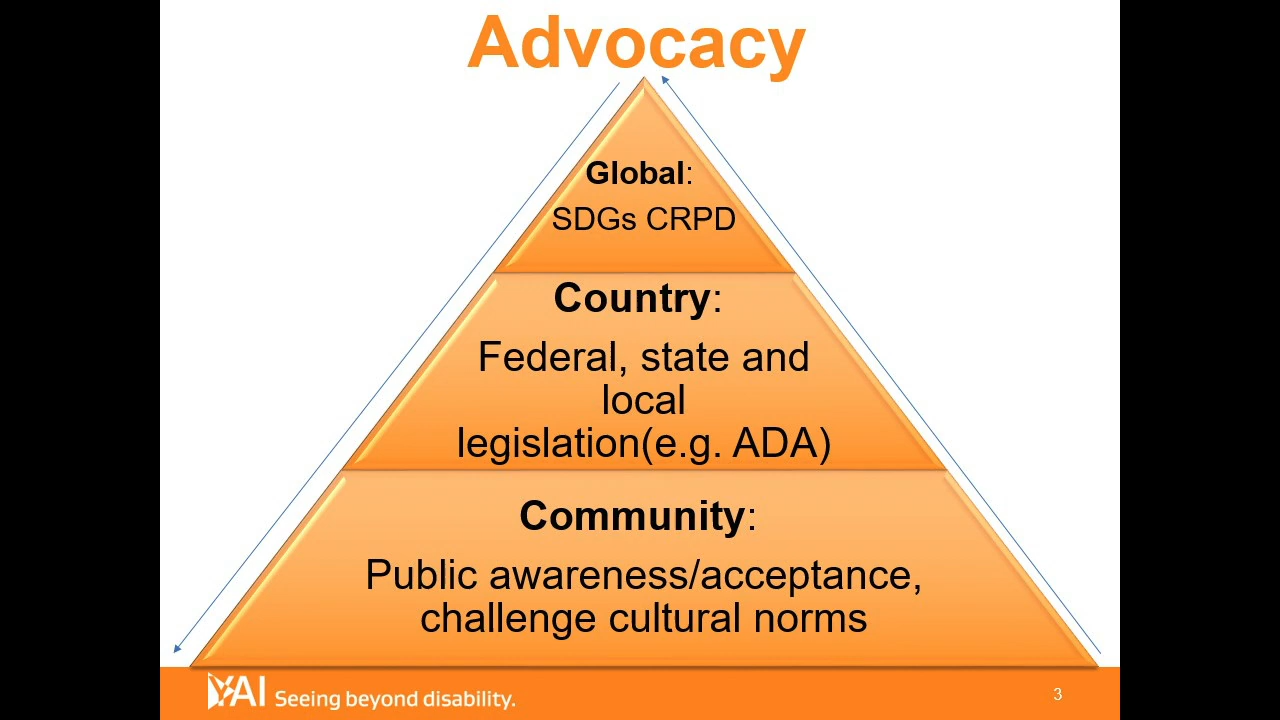 Advocacy
Global:
SDGs CRPD
Country:
Federal, state and
local
legislation(e.g. ADA)
Community:
Public awareness/acceptance,
challenge cultural norms
YAI Seeing beyond disability.
3